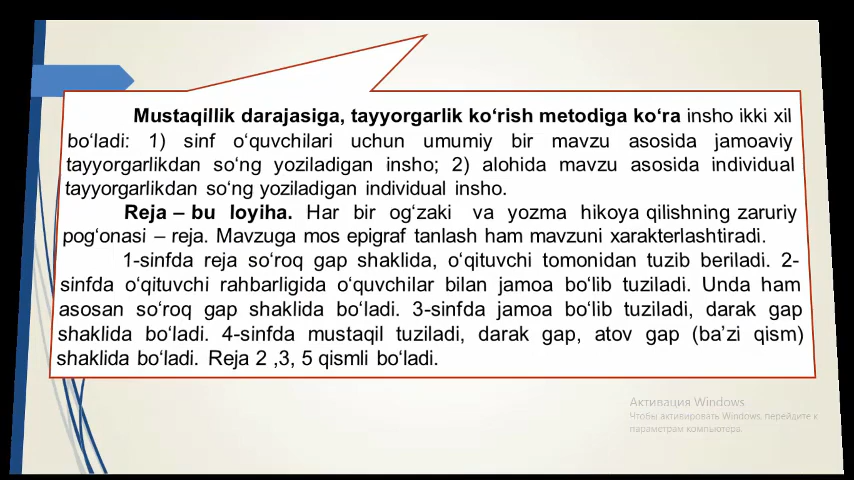 Mustaqillik darajasiga, tayyorgarlik ko‘rish metodiga ko‘ra insho ikki xil
bo‘ladi: 1) sinf o‘quvchilari uchun umumiy bir mavzu asosida jamoaviy
tayyorgarlikdan so‘ng yoziladigan insho; 2) alohida mavzu asosida individual
tayyorgarlikdan so‘ng yoziladigan individual insho.
Reja – bu loyiha. Har bir og‘zaki va yozma hikoya qilishning zaruriy
pog‘onasi – reja. Mavzuga mos epigraf tanlash ham mavzuni xarakterlashtiradi.
1-sinfda reja so‘roq gap shaklida, o‘qituvchi tomonidan tuzib beriladi. 2-
sinfda o‘qituvchi rahbarligida o‘quvchilar bilan jamoa bo‘lib tuziladi. Unda ham
asosan so‘roq gap shaklida bo‘ladi. 3-sinfda jamoa bo‘lib tuziladi, darak gap
shaklida bo‘ladi. 4-sinfda mustaqil tuziladi, darak gap, atov gap (ba’zi qism)
shaklida bo‘ladi. Reja 2 ,3, 5 qismli bo‘ladi.
Активация Windows
Чтобы активировать Windows, перейдите к
параметрам компьютера.